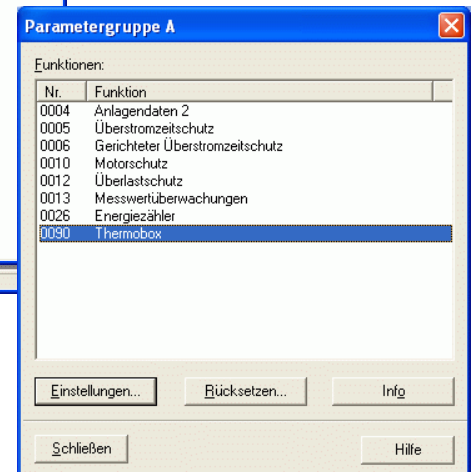 Parametergruppe A
Funktionen:
Nr. Funktion
0004 Anlagendaten 2
0005 Überstromzeitschutz
0006 Gerichteter Überstromzeitschutz
0010 Motorschutz
0012 Überlastschutz
0013 Messwertüberwachungen
0026 Energiezähler
0090 Thermobox
Einstellungen... Rücksetzen... Info
Schließen Hilfe